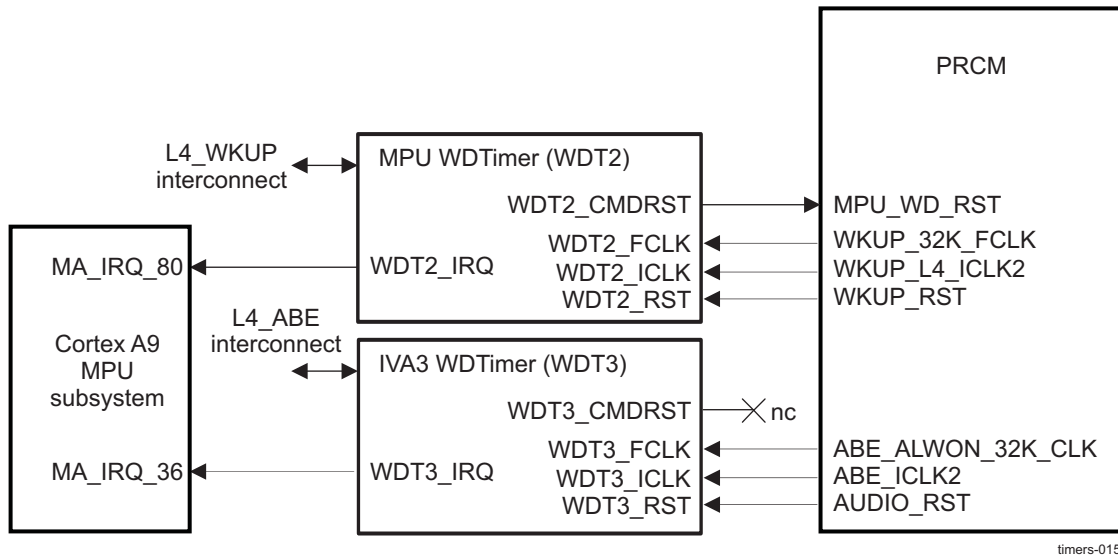 PRCM
L4_WKUP
interconnect
MPU WDTimer (WDT2)
WDT2_CMDRST
MPU_WD_RST
WDT2_FCLK
WKUP_32K_FCLK
MA_IRQ_80
WDT2_IRQ
WDT2_ICLK
WKUP_L4_ICLK2
WDT2_RST
WKUP_RST
L4_ABE
interconnect
Cortex A9
MPU
subsystem
IVA3 WDTimer (WDT3)
WDT3_CMDRST
nc
WDT3_FCLK
ABE_ALWON_32K_CLK
MA_IRQ_36
WDT3_IRQ
WDT3_ICLK
ABE_ICLK2
WDT3_RST
AUDIO_RST
timers-015